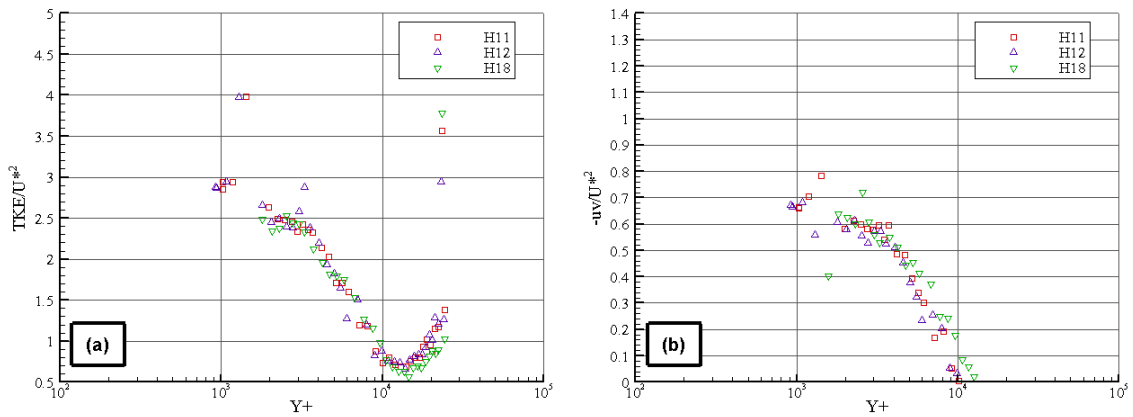 5
4.5
4
3.5
3
2.5
2
1.5
1
0.5
TKE/U*²
H11
H12
H18
(a)
10² 10³ 10⁴ 10⁵
Y+
1.4
1.3
1.2
1.1
1
0.9
0.8
0.7
0.6
0.5
0.4
0.3
0.2
0.1
0
-uv/U*²
H11
H12
H18
(b)
10² 10³ 10⁴ 10⁵
Y+